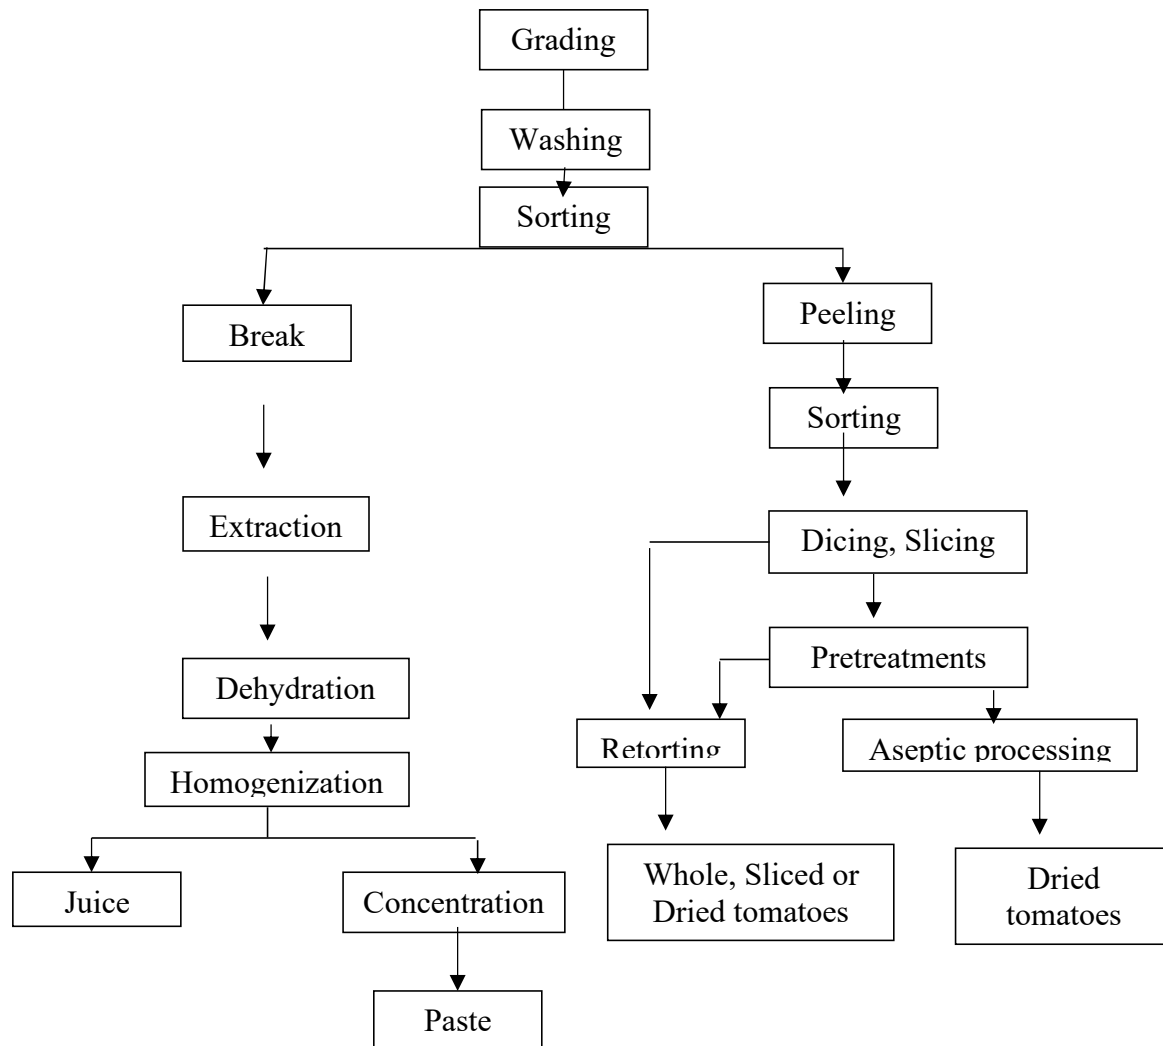 Grading
Washing
Sorting
Break
Peeling
Sorting
Extraction
Dicing, Slicing
Dehydration
Pretreatments
Homogenization
Retorting
Aseptic processing
Juice
Concentration
Whole, Sliced or
Dried tomatoes
Dried
tomatoes
Paste